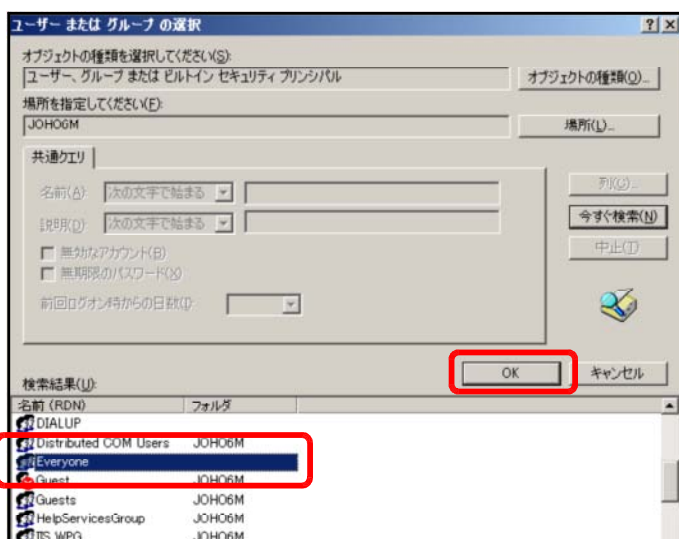 ユーザー または グループ の選択
オブジェクトの種類を選択してください(S):
ユーザー、グループ または ビルトイン セキュリティ プリンシパル
オブジェクトの種類(O)...
場所を指定してください(F):
JOHO6M
場所(L)...
共通クエリ
名前(A):
次の文字で始まる
列(C)...
説明(D):
次の文字で始まる
今すぐ検索(N)
無効なアカウント(B)
中止(T)
無期限のパスワード(X)
前回ログオン時からの日数(I):
OK
キャンセル
検索結果(U):
名前 (RDN)
フォルダ
DIALUP
Distributed COM Users
JOHO6M
Everyone
Guest
JOHO6M
Guests
JOHO6M
HelpServicesGroup
JOHO6M
IIS_WPG
JOHO6M